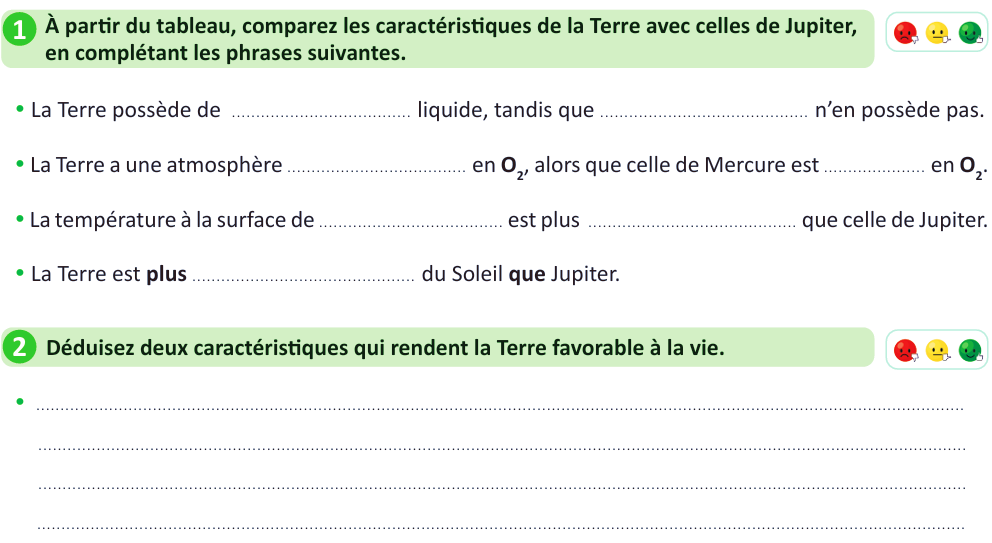 1 À partir du tableau, comparez les caractéristiques de la Terre avec celles de Jupiter,
en complétant les phrases suivantes.
• La Terre possède de .................................... liquide, tandis que .......................................... n’en possède pas.
• La Terre a une atmosphère .................................... en O₂, alors que celle de Mercure est .................... en O₂.
• La température à la surface de ..................................... est plus .......................................... que celle de Jupiter.
• La Terre est plus ............................................. du Soleil que Jupiter.
2 Déduisez deux caractéristiques qui rendent la Terre favorable à la vie.